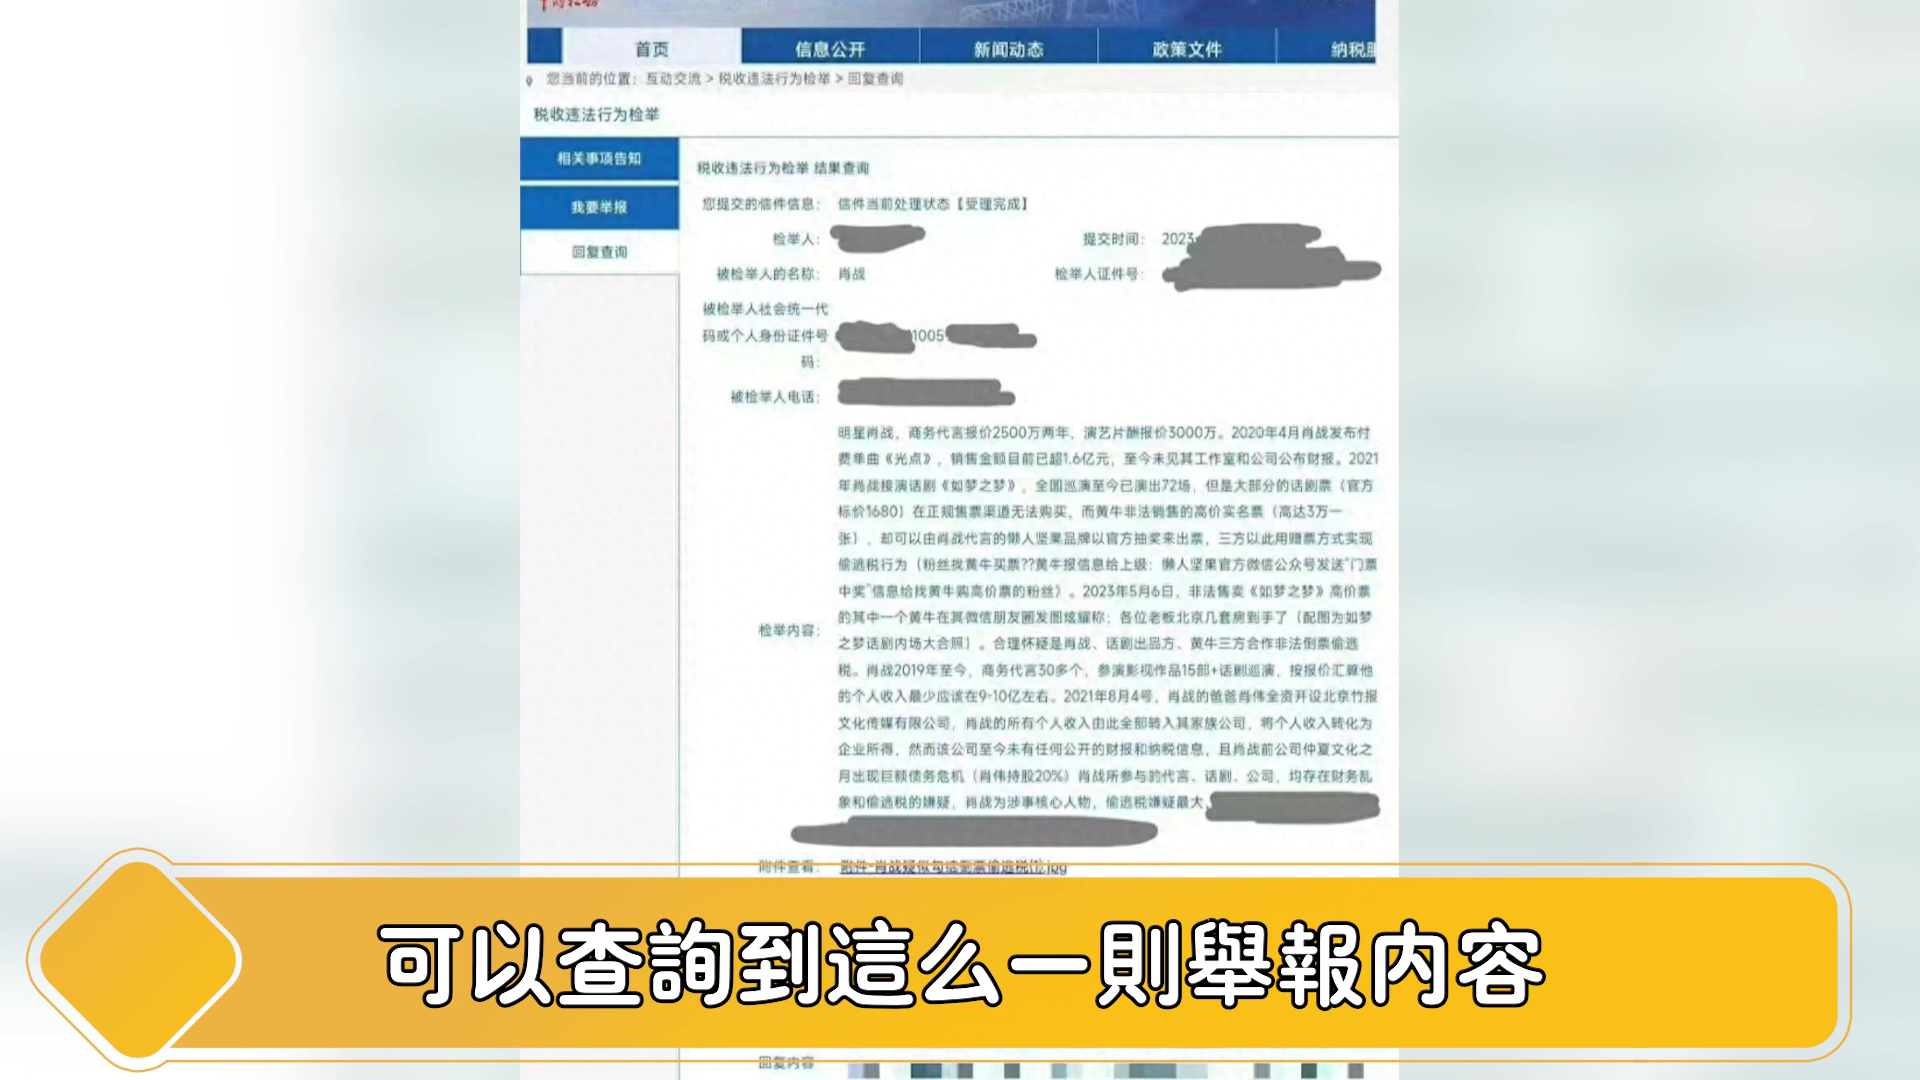 首页 信息公开 新闻动态 政策文件
您当前的位置：互动交流 > 税收违法行为检举 > 回复查询
税收违法行为检举
相关事项告知
我要举报
回复查询
税收违法行为检举 结果查询
您提交的信件信息： 信件当前处理状态【受理完成】
检举人： 提交时间： 2023
被检举人的名称： 肖战 检举人证件号：
被检举人社会统一代
码或个人身份证件号 1005
码：
被检举人电话：
明星肖战，商务代言报价2500万两年，演艺片酬报价3000万。2020年4月肖战发布付
费单曲《光点》，销售金额目前已超1.6亿元，至今未见其工作室和公司公布财报。2021
年肖战接演话剧《如梦之梦》，全国巡演至今已演出72场，但是大部分的话剧票（官方
标价1680）在正规售票渠道无法购买，而黄牛非法销售的高价实名票（高达3万一
张），却可以由肖战代言的懒人坚果品牌以官方抽奖来出票，三方以此用赠票方式实现
偷逃税行为（粉丝找黄牛买票??黄牛报信息给上级：懒人坚果官方微信公众号发送"门票
中奖"信息给找黄牛购高价票的粉丝）。2023年5月6日，非法售卖《如梦之梦》高价票
的其中一个黄牛在其微信朋友圈发图炫耀称：各位老板北京几套房到手了（配图为如梦
之梦话剧内场大合照）。合理怀疑是肖战、话剧出品方、黄牛三方合作非法倒票偷逃
检举内容：
税。肖战2019年至今，商务代言30多个，参演影视作品15部+话剧巡演，按报价汇算他
的个人收入最少应该在9-10亿左右。2021年8月4号，肖战的爸爸肖伟全资开设北京竹报
文化传媒有限公司，肖战的所有个人收入由此全部转入其家族公司，将个人收入转化为
企业所得，然而该公司至今未有任何公开的财报和纳税信息，且肖战前公司仲夏文化之
月出现巨额债务危机（肖伟持股20%）肖战所参与的代言、话剧、公司，均存在财务乱
象和偷逃税的嫌疑，肖战为涉事核心人物，偷逃税嫌疑最大，
附件查看： 附件-肖战疑似勾结倒票偷逃税(1).jpg
可以查詢到這么一則舉報内容
回复内容